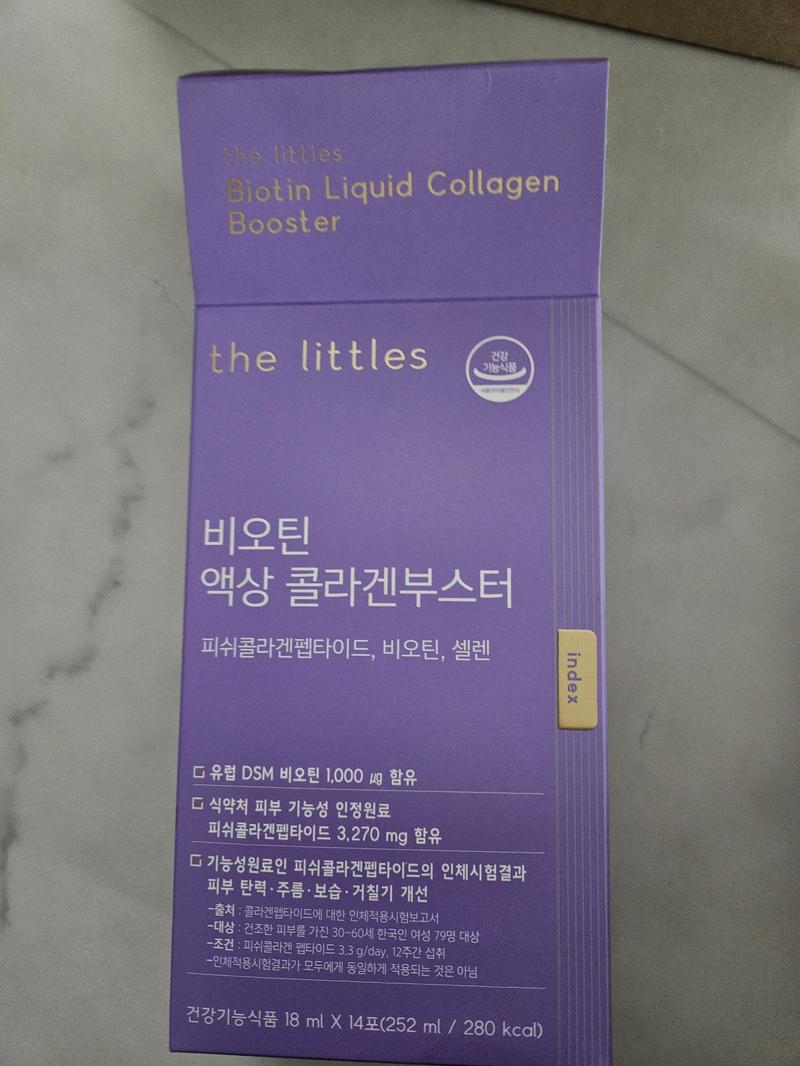 the littles
Biotin Liquid Collagen
Booster
the littles
건강
기능식품
식품의약품안전처
비오틴
액상 콜라겐부스터
피쉬콜라겐펩타이드, 비오틴, 셀렌
index
유럽 DSM 비오틴 1,000 ㎍ 함유
식약처 피부 기능성 인정원료
피쉬콜라겐펩타이드 3,270 mg 함유
기능성원료인 피쉬콜라겐펩타이드의 인체시험결과
피부 탄력·주름·보습·거칠기 개선
-출처 : 콜라겐펩타이드에 대한 인체적용시험보고서
-대상 : 건조한 피부를 가진 30~60세 한국인 여성 79명 대상
-조건 : 피쉬콜라겐 펩타이드 3.3 g/day, 12주간 섭취
-인체적용시험결과가 모두에게 동일하게 적용되는 것은 아님
건강기능식품 18 ml X 14포(252 ml / 280 kcal)